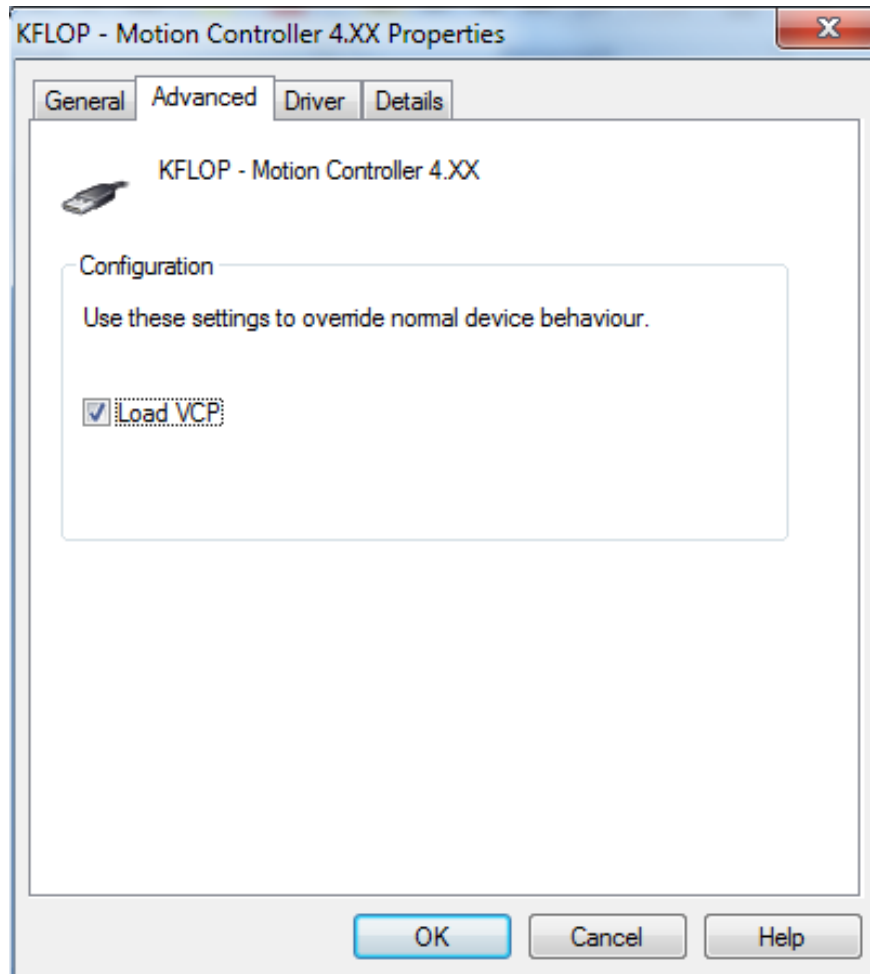 KFLOP - Motion Controller 4.XX Properties
General Advanced Driver Details
KFLOP - Motion Controller 4.XX
Configuration
Use these settings to override normal device behaviour.
Load VCP
OK Cancel Help